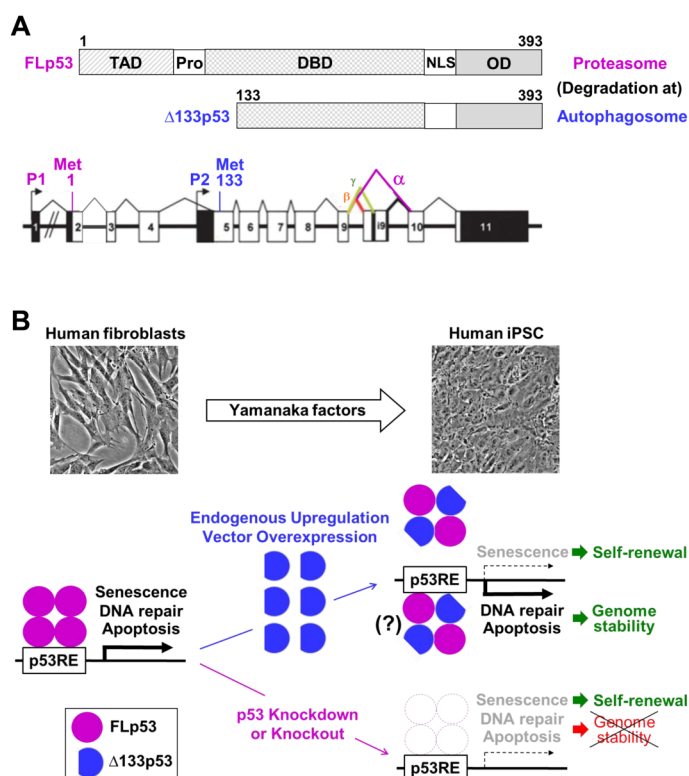 A
1 393
FLp53 TAD Pro DBD NLS OD Proteasome
(Degradation at)
133 393
Δ133p53 Autophagosome
Met Met
P1 1 P2 133 γ α
β
1 2 3 4 5 6 7 8 9 i9 10 11
B
Human fibroblasts Human iPSC
Yamanaka factors
Endogenous Upregulation
Vector Overexpression
Senescence Self-renewal
p53RE
DNA repair
Apoptosis
Genome
stability
(?)
Senescence
DNA repair
Apoptosis
p53RE
p53 Knockdown
or Knockout
Senescence Self-renewal
DNA repair Genome
Apoptosis stability
p53RE
FLp53
Δ133p53